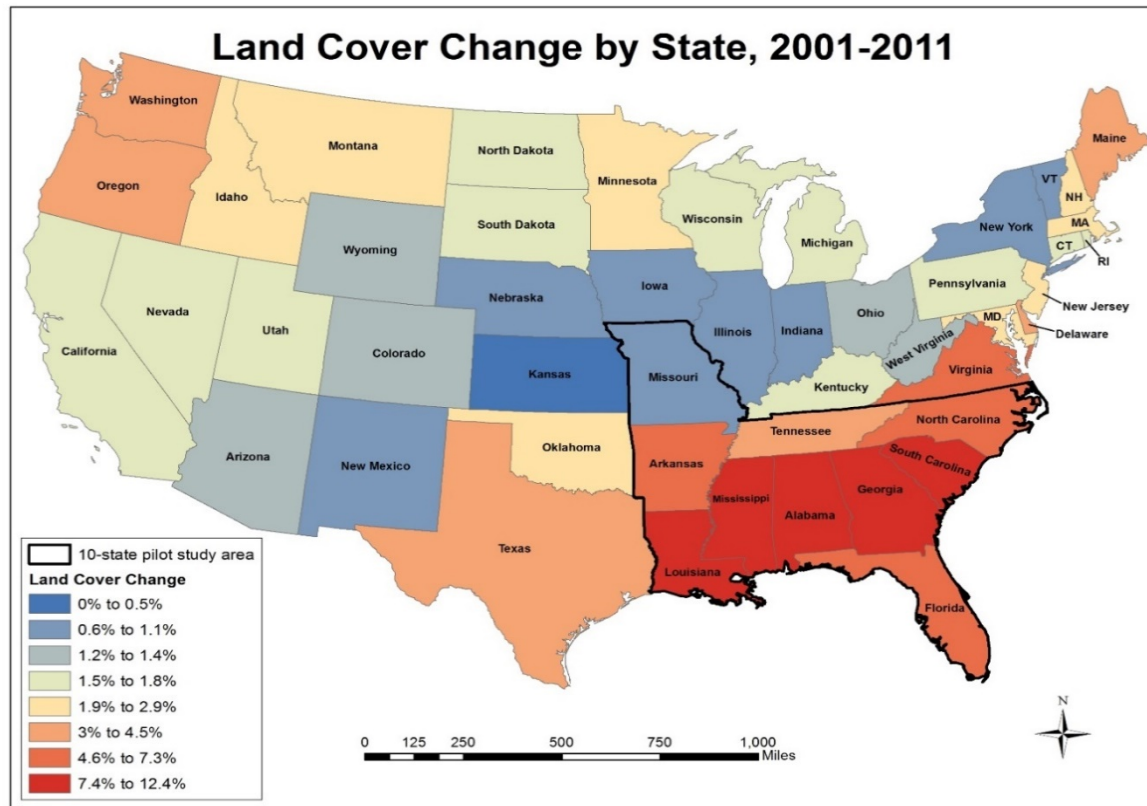 Land Cover Change by State, 2001-2011
Washington
Oregon
Idaho
Montana
North Dakota
South Dakota
Minnesota
Wisconsin
Michigan
Maine
VT
NH
MA
CT
RI
New York
Wyoming
Nebraska
Iowa
Illinois
Indiana
Ohio
Pennsylvania
New Jersey
MD
Delaware
West Virginia
Virginia
California
Nevada
Utah
Colorado
Kansas
Missouri
Kentucky
Arizona
New Mexico
Oklahoma
Arkansas
Tennessee
North Carolina
South Carolina
Mississippi
Alabama
Georgia
Texas
Louisiana
Florida
10-state pilot study area
Land Cover Change
0% to 0.5%
0.6% to 1.1%
1.2% to 1.4%
1.5% to 1.8%
1.9% to 2.9%
3% to 4.5%
4.6% to 7.3%
7.4% to 12.4%
0 125 250 500 750 1,000
Miles
N